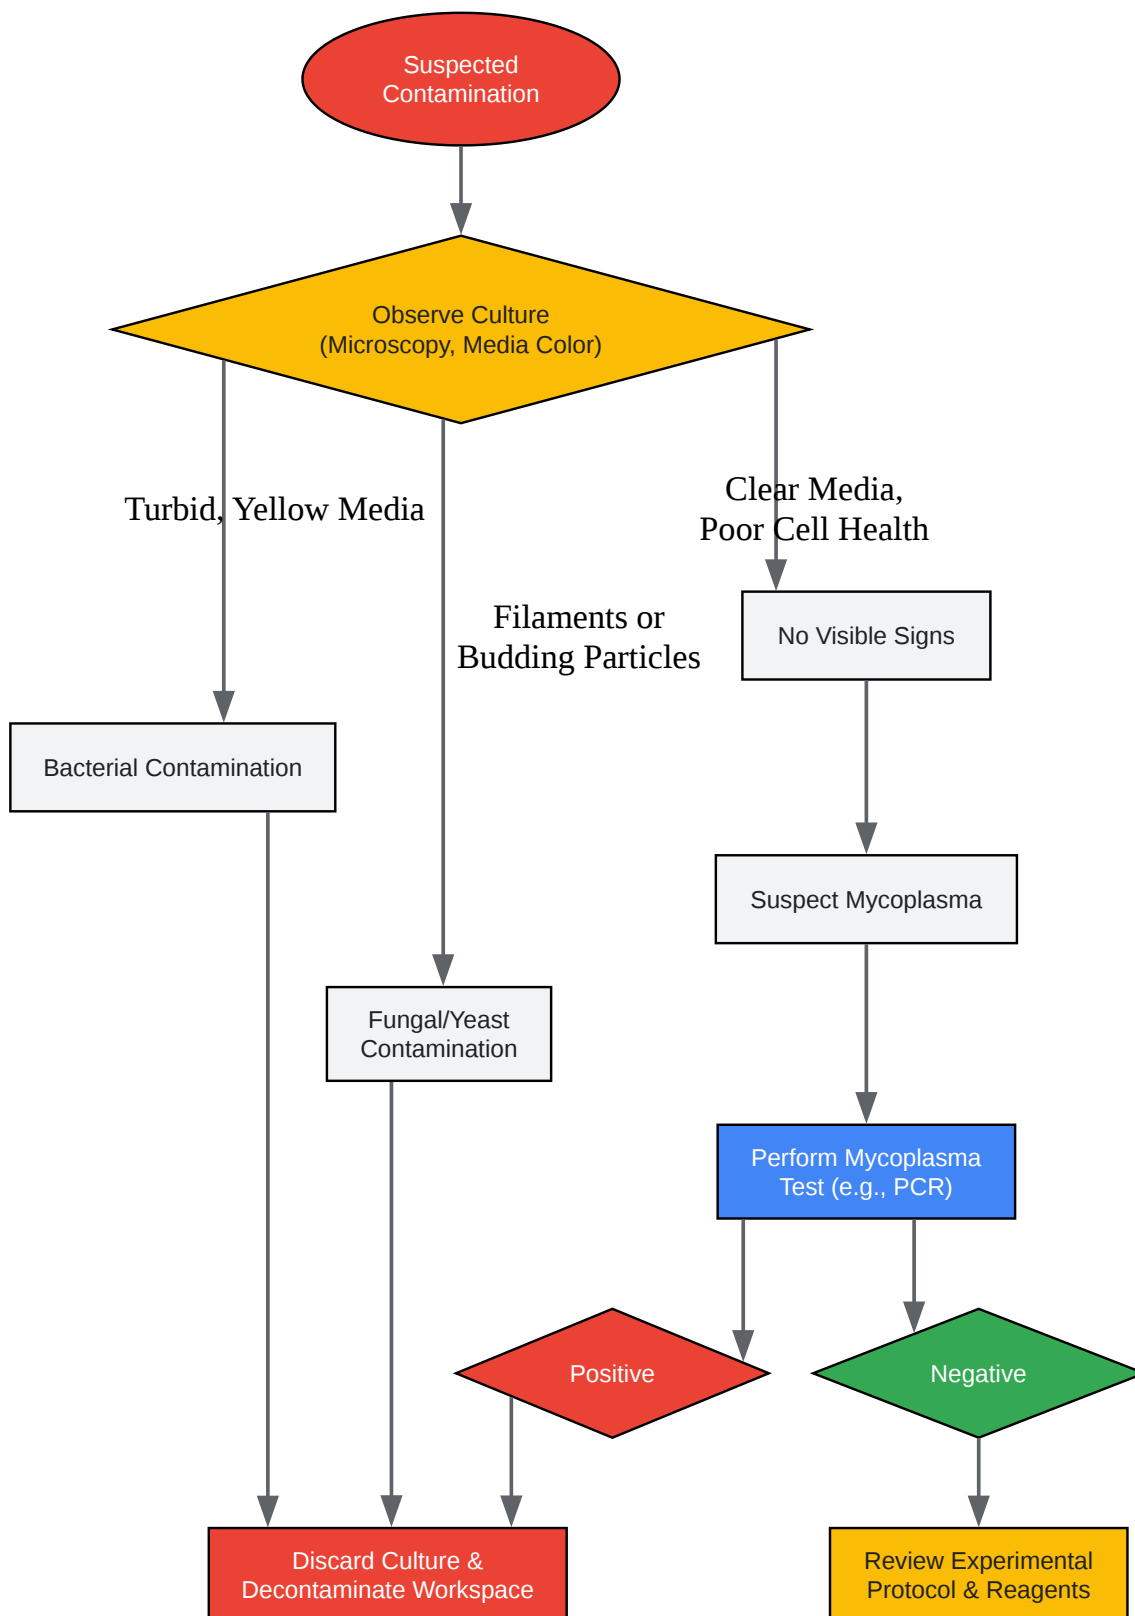 Suspected
Contamination
Observe Culture
(Microscopy, Media Color)
Turbid, Yellow Media
Clear Media,
Poor Cell Health
Filaments or
Budding Particles
No Visible Signs
Bacterial Contamination
Suspect Mycoplasma
Fungal/Yeast
Contamination
Perform Mycoplasma
Test (e.g., PCR)
Positive
Negative
Discard Culture &
Decontaminate Workspace
Review Experimental
Protocol & Reagents